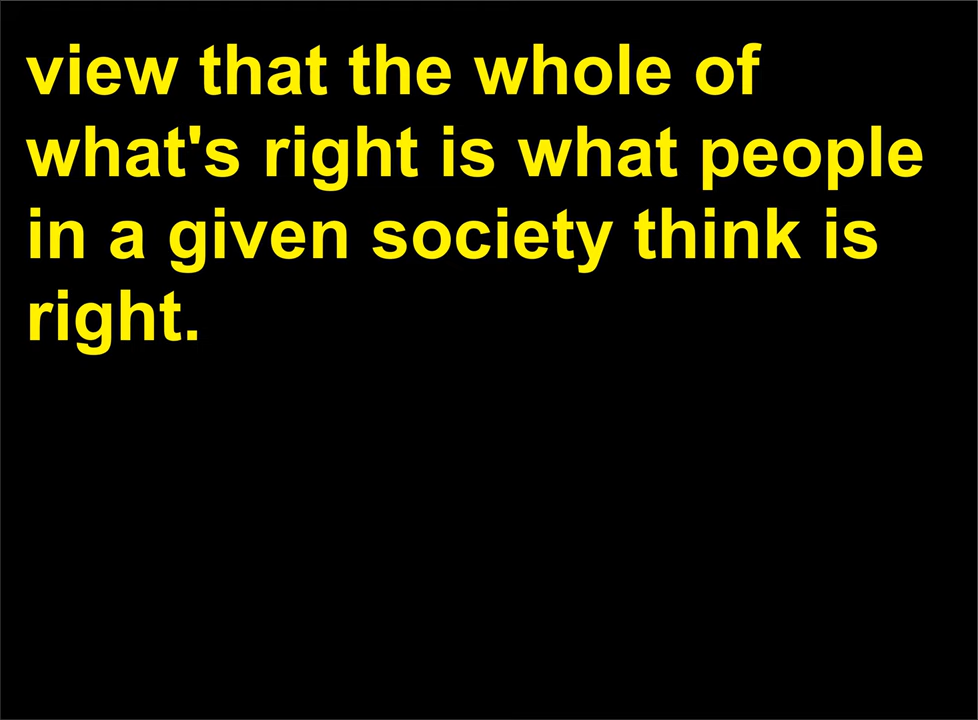 view that the whole of
what's right is what people
in a given society think is
right.